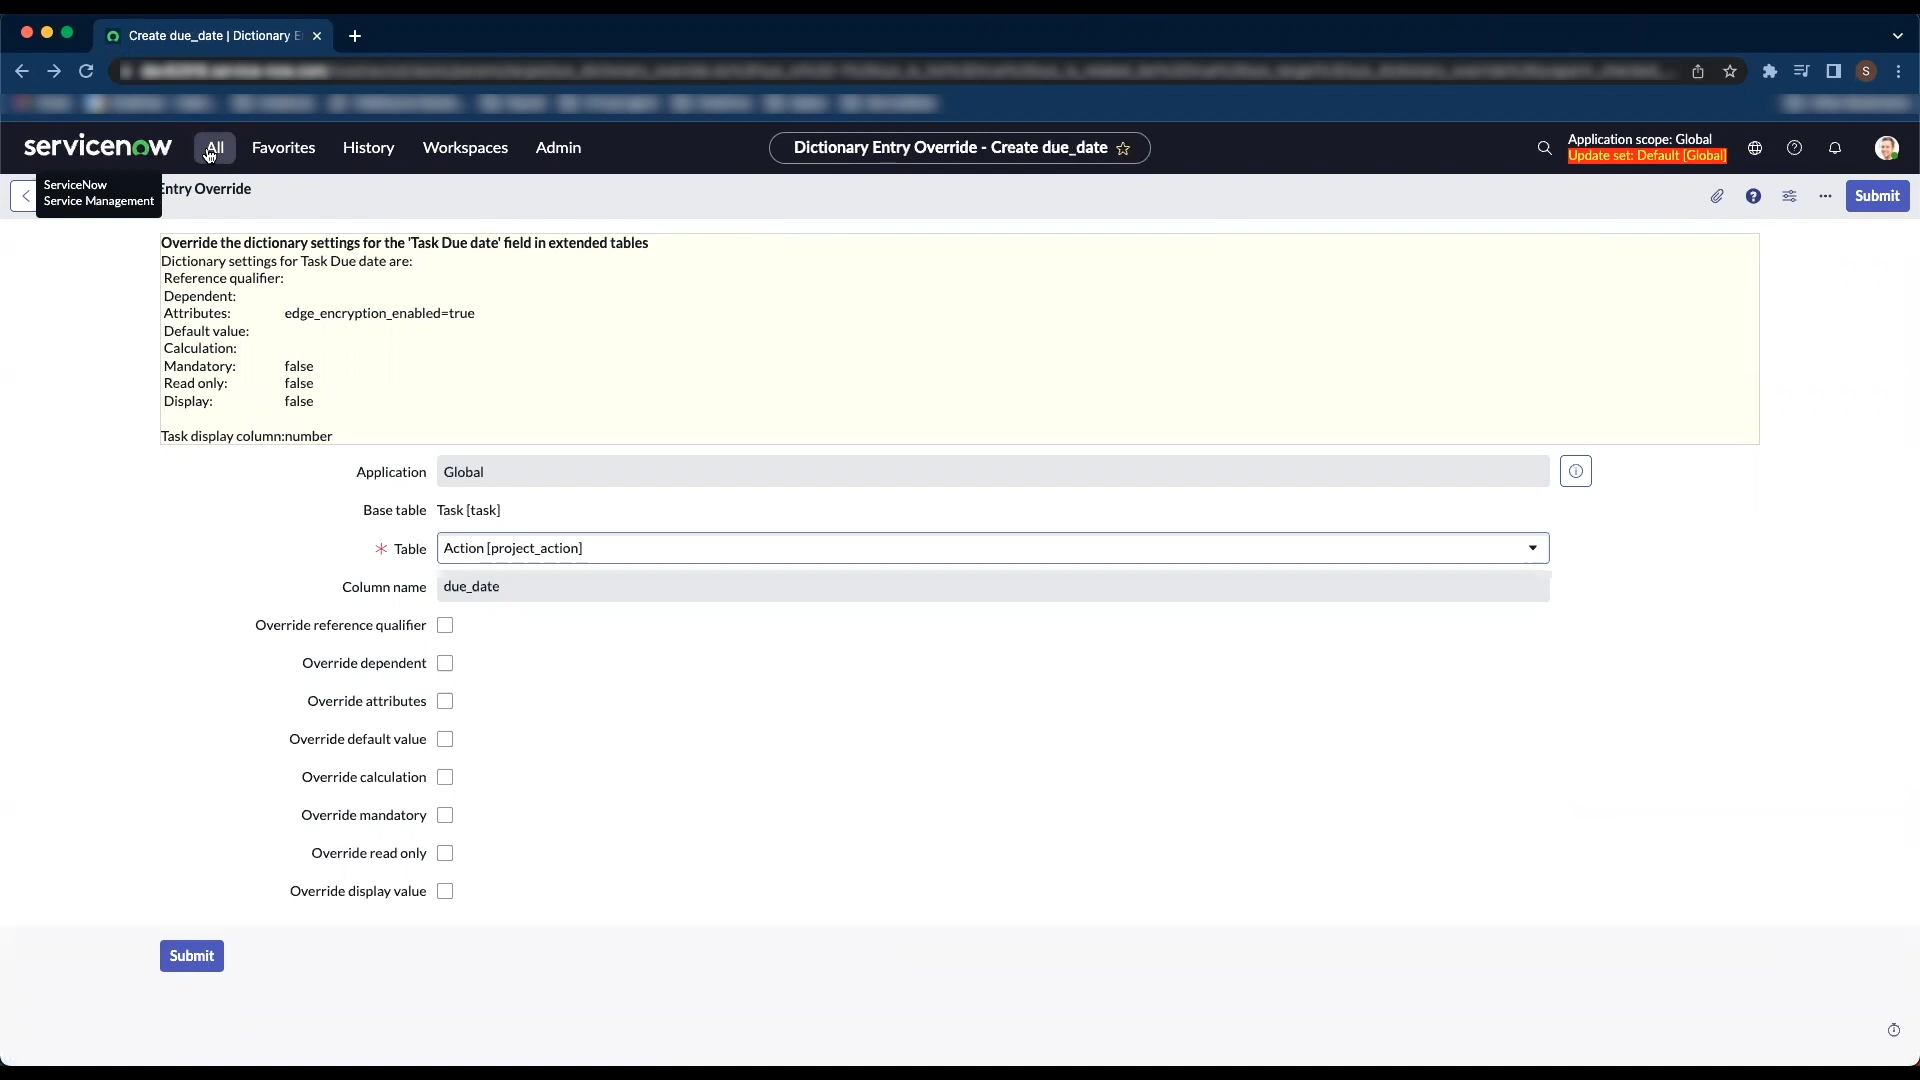 Create due_date | Dictionary E
S
servicenow
All
Favorites
History
Workspaces
Admin
Dictionary Entry Override - Create due_date
Application scope: Global
Update set: Default [Global]
ServiceNow
Service Management
Entry Override
Submit
Override the dictionary settings for the 'Task Due date' field in extended tables
Dictionary settings for Task Due date are:
Reference qualifier:
Dependent:
Attributes: edge_encryption_enabled=true
Default value:
Calculation:
Mandatory: false
Read only: false
Display: false
Task display column:number
Application Global
Base table Task [task]
* Table Action [project_action]
Column name due_date
Override reference qualifier
Override dependent
Override attributes
Override default value
Override calculation
Override mandatory
Override read only
Override display value
Submit